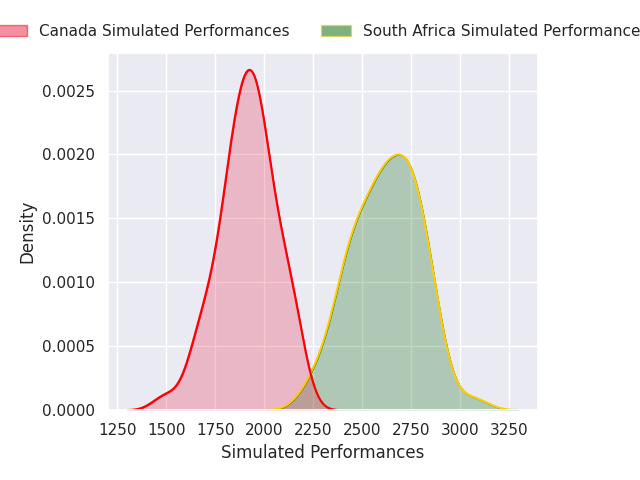 Canada Simulated Performances South Africa Simulated Performance
0.0025
0.0020
0.0015
0.0010
0.0005
0.0000
Density
1250 1500 1750 2000 2250 2500 2750 3000 3250
Simulated Performances